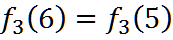 f₃(6) = f₃(5)